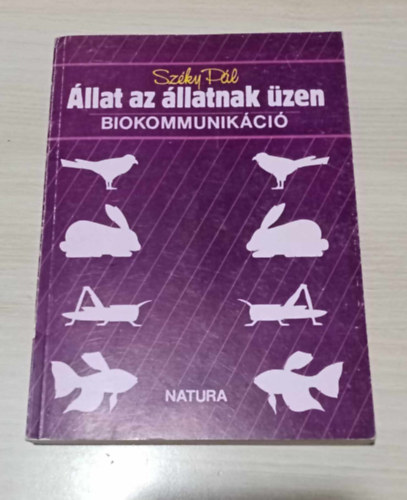 Széky Pál
Állat az állatnak üzen
BIOKOMMUNIKÁCIÓ
NATURA